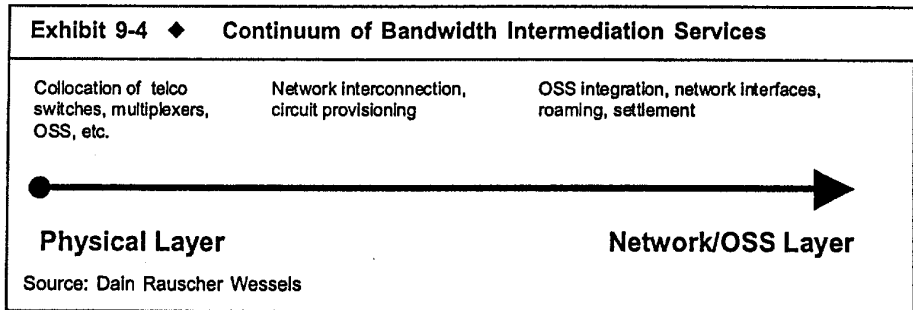 Exhibit 9-4 ◆ Continuum of Bandwidth Intermediation Services
Collocation of telco
switches, multiplexers,
OSS, etc.
Network interconnection,
circuit provisioning
OSS integration, network interfaces,
roaming, settlement
Physical Layer
Network/OSS Layer
Source: Dain Rauscher Wessels